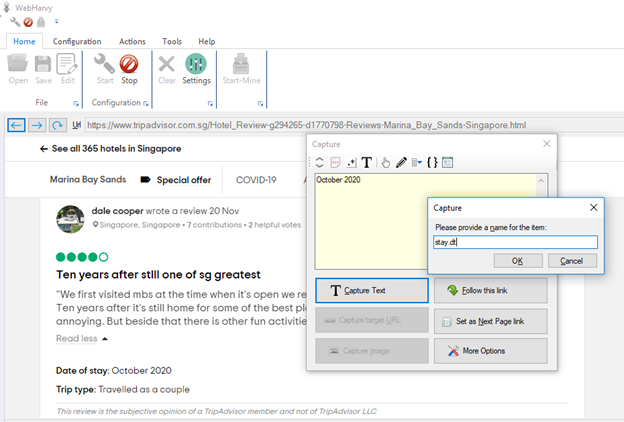 WebHarvy
Home Configuration Actions Tools Help
Open Save Edit Start Stop Clear Settings Start-Mine
File Configuration
Url https://www.tripadvisor.com.sg/Hotel_Review-g294265-d1770798-Reviews-Marina_Bay_Sands-Singapore.html
← See all 365 hotels in Singapore
Marina Bay Sands Special offer COVID-19
dale cooper wrote a review 20 Nov
Singapore, Singapore • 7 contributions • 2 helpful votes
Ten years after still one of sg greatest
"We first visited mbs at the time when it's open we re
Ten years after it's still home for some of the best pl
annoying. But beside that there is other fun activitie
Read less
Date of stay: October 2020
Trip type: Travelled as a couple
This review is the subjective opinion of a TripAdvisor member and not of TripAdvisor LLC
Capture
October 2020
Capture Text Follow this link
Capture target URL Set as Next Page link
Capture Image More Options
Capture
Please provide a name for the item:
stay.dt
OK Cancel